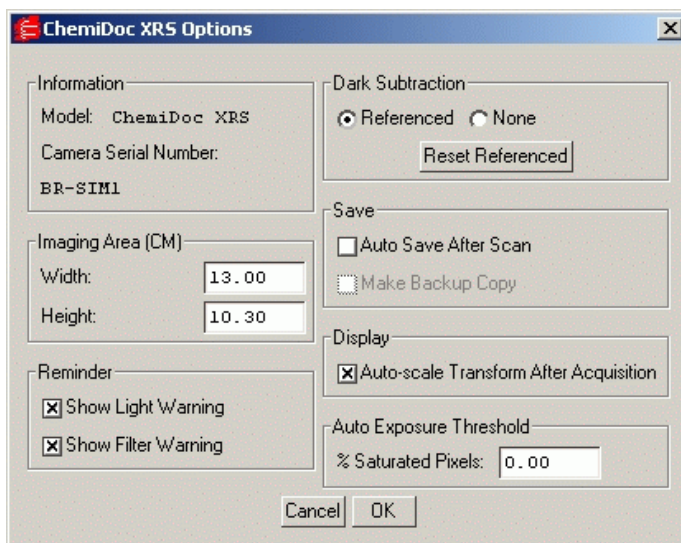 ChemiDoc XRS Options
Information
Model: ChemiDoc XRS
Camera Serial Number:
BR-SIM1
Imaging Area (CM)
Width: 13.00
Height: 10.30
Reminder
Show Light Warning
Show Filter Warning
Dark Subtraction
Referenced None
Reset Referenced
Save
Auto Save After Scan
Make Backup Copy
Display
Auto-scale Transform After Acquisition
Auto Exposure Threshold
% Saturated Pixels: 0.00
Cancel OK